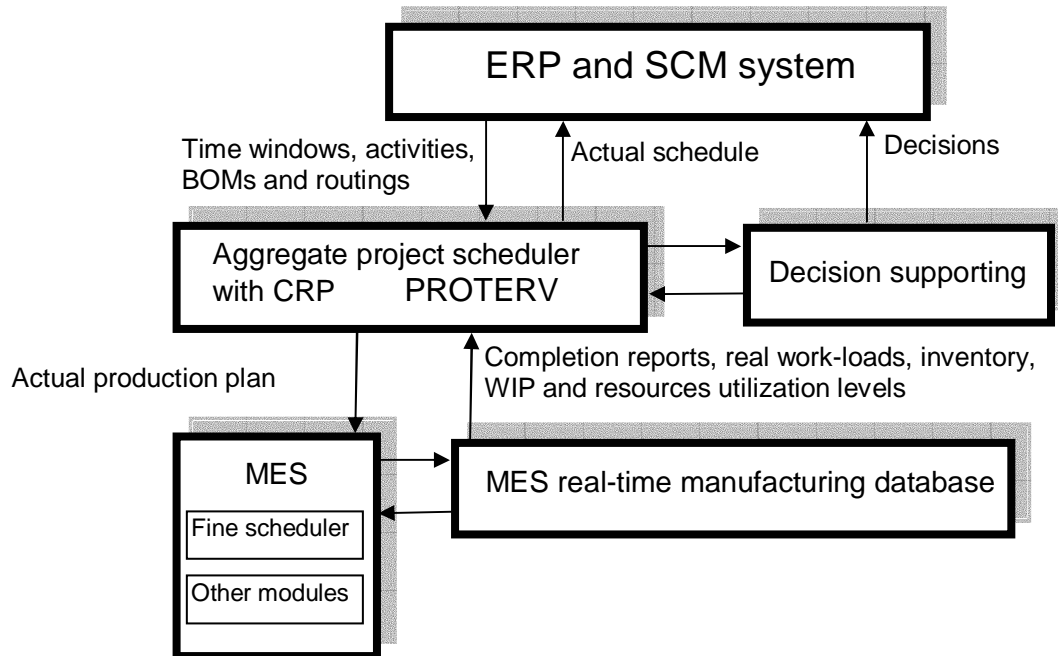 ERP and SCM system
Time windows, activities,
BOMs and routings
Actual schedule
Decisions
Aggregate project scheduler
with CRP PROTERV
Decision supporting
Actual production plan
Completion reports, real work-loads, inventory,
WIP and resources utilization levels
MES
Fine scheduler
Other modules
MES real-time manufacturing database